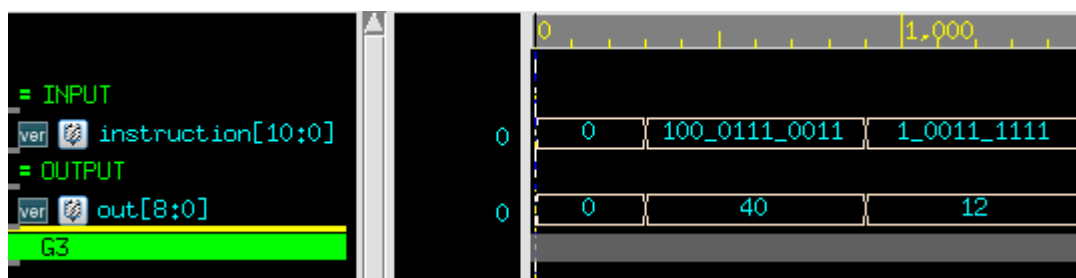 0 1,000
= INPUT
ver instruction[10:0] 0 0 100_0111_0011 1_0011_1111
= OUTPUT
ver out[8:0] 0 0 40 12
G3